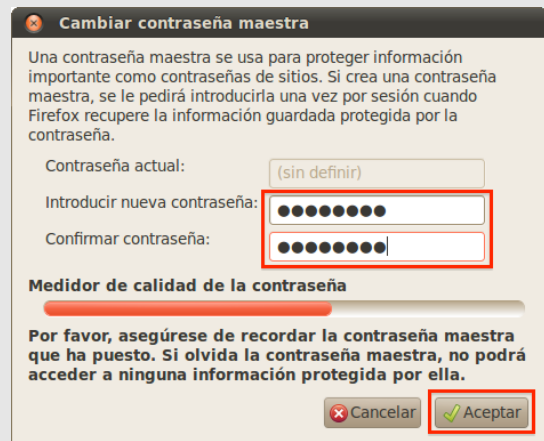 Cambiar contraseña maestra
Una contraseña maestra se usa para proteger información
importante como contraseñas de sitios. Si crea una contraseña
maestra, se le pedirá introducirla una vez por sesión cuando
Firefox recupere la información guardada protegida por la
contraseña.
Contraseña actual:
(sin definir)
Introducir nueva contraseña:
●●●●●●●●
Confirmar contraseña:
●●●●●●●●
Medidor de calidad de la contraseña
Por favor, asegúrese de recordar la contraseña maestra
que ha puesto. Si olvida la contraseña maestra, no podrá
acceder a ninguna información protegida por ella.
Cancelar
Aceptar